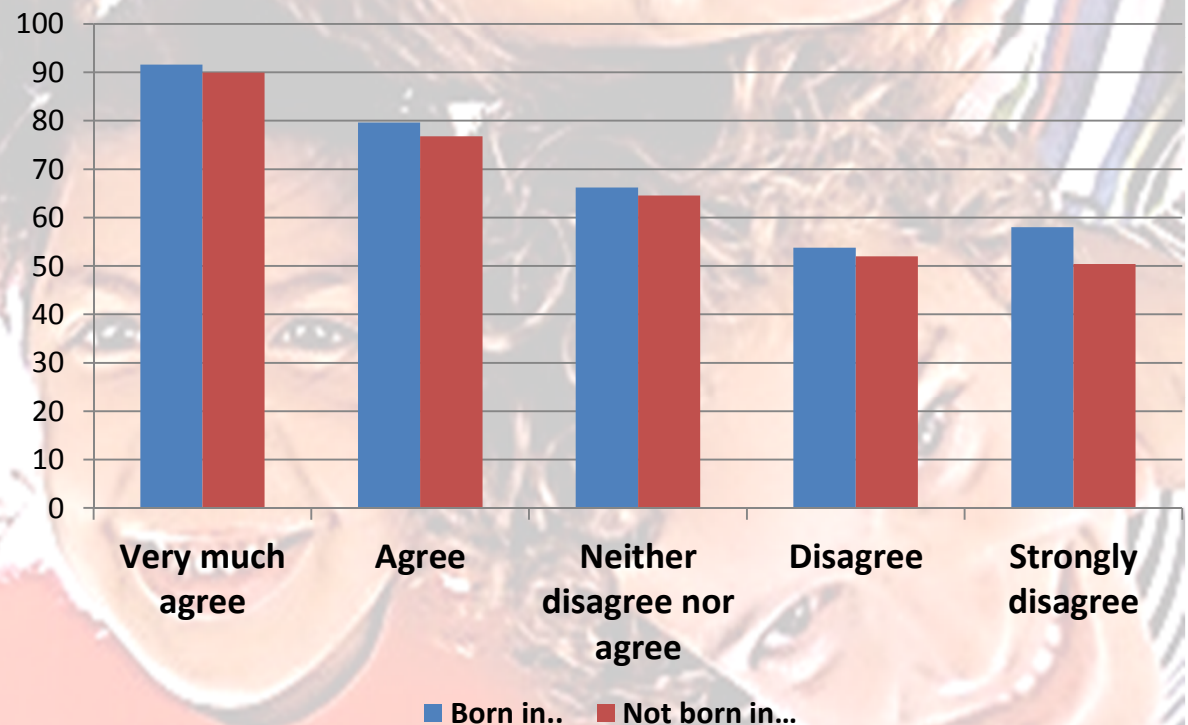 100
90
80
70
60
50
40
30
20
10
0
Very much agree
Agree
Neither disagree nor agree
Disagree
Strongly disagree
Born in..
Not born in…